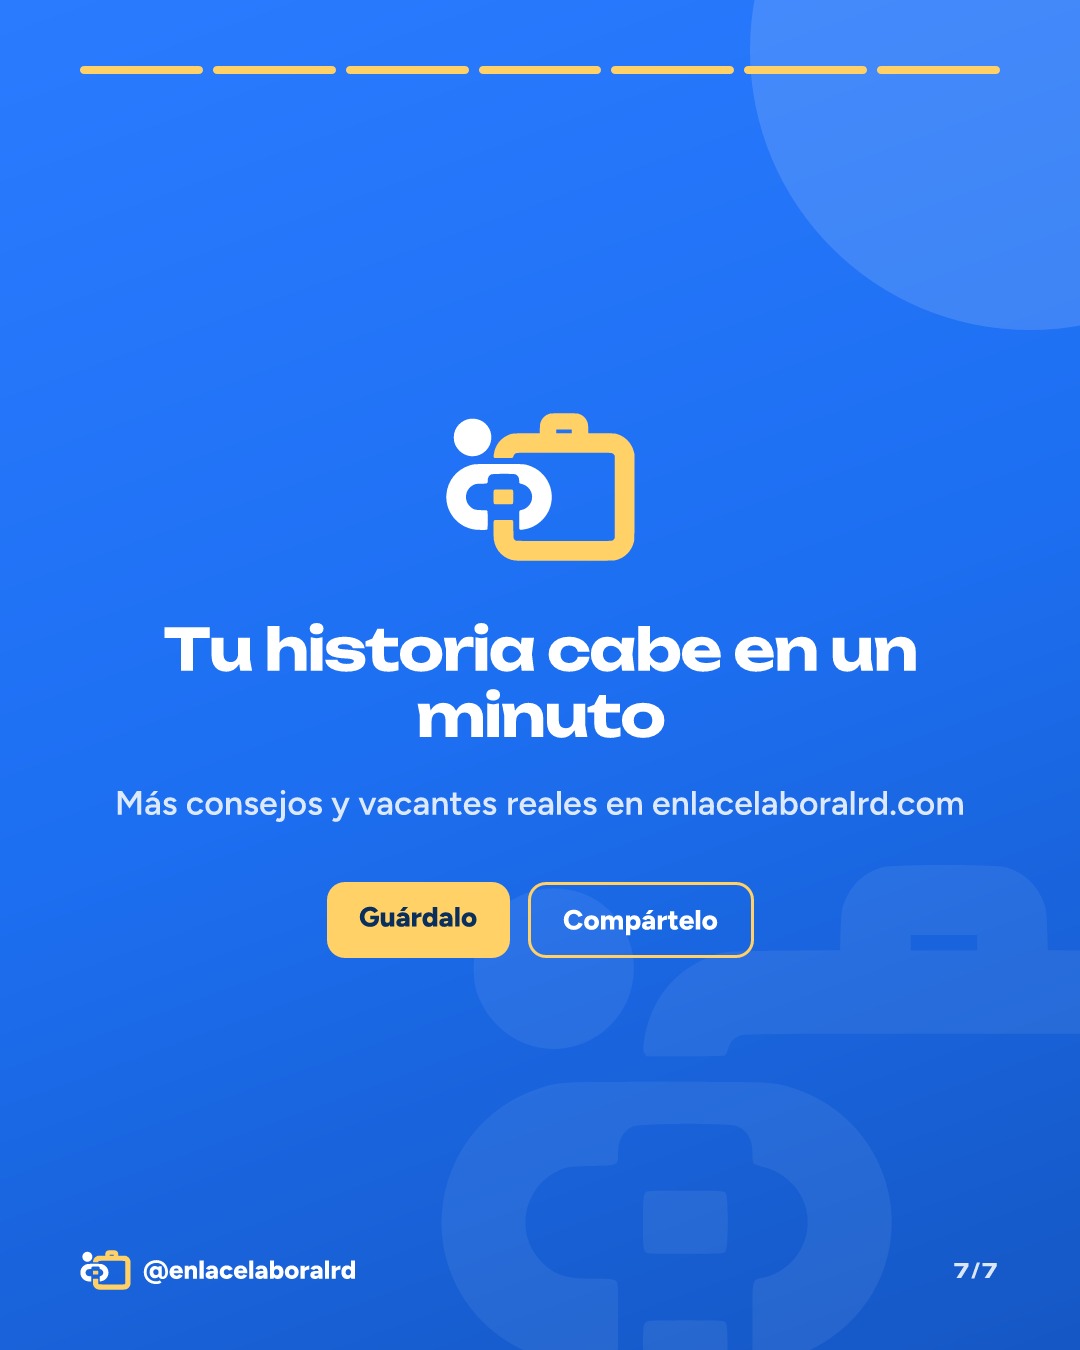 Tu historia cabe en un
minuto
Más consejos y vacantes reales en enlacelaboralrd.com
Guárdalo
Compártelo
@enlacelaboralrd
7/7